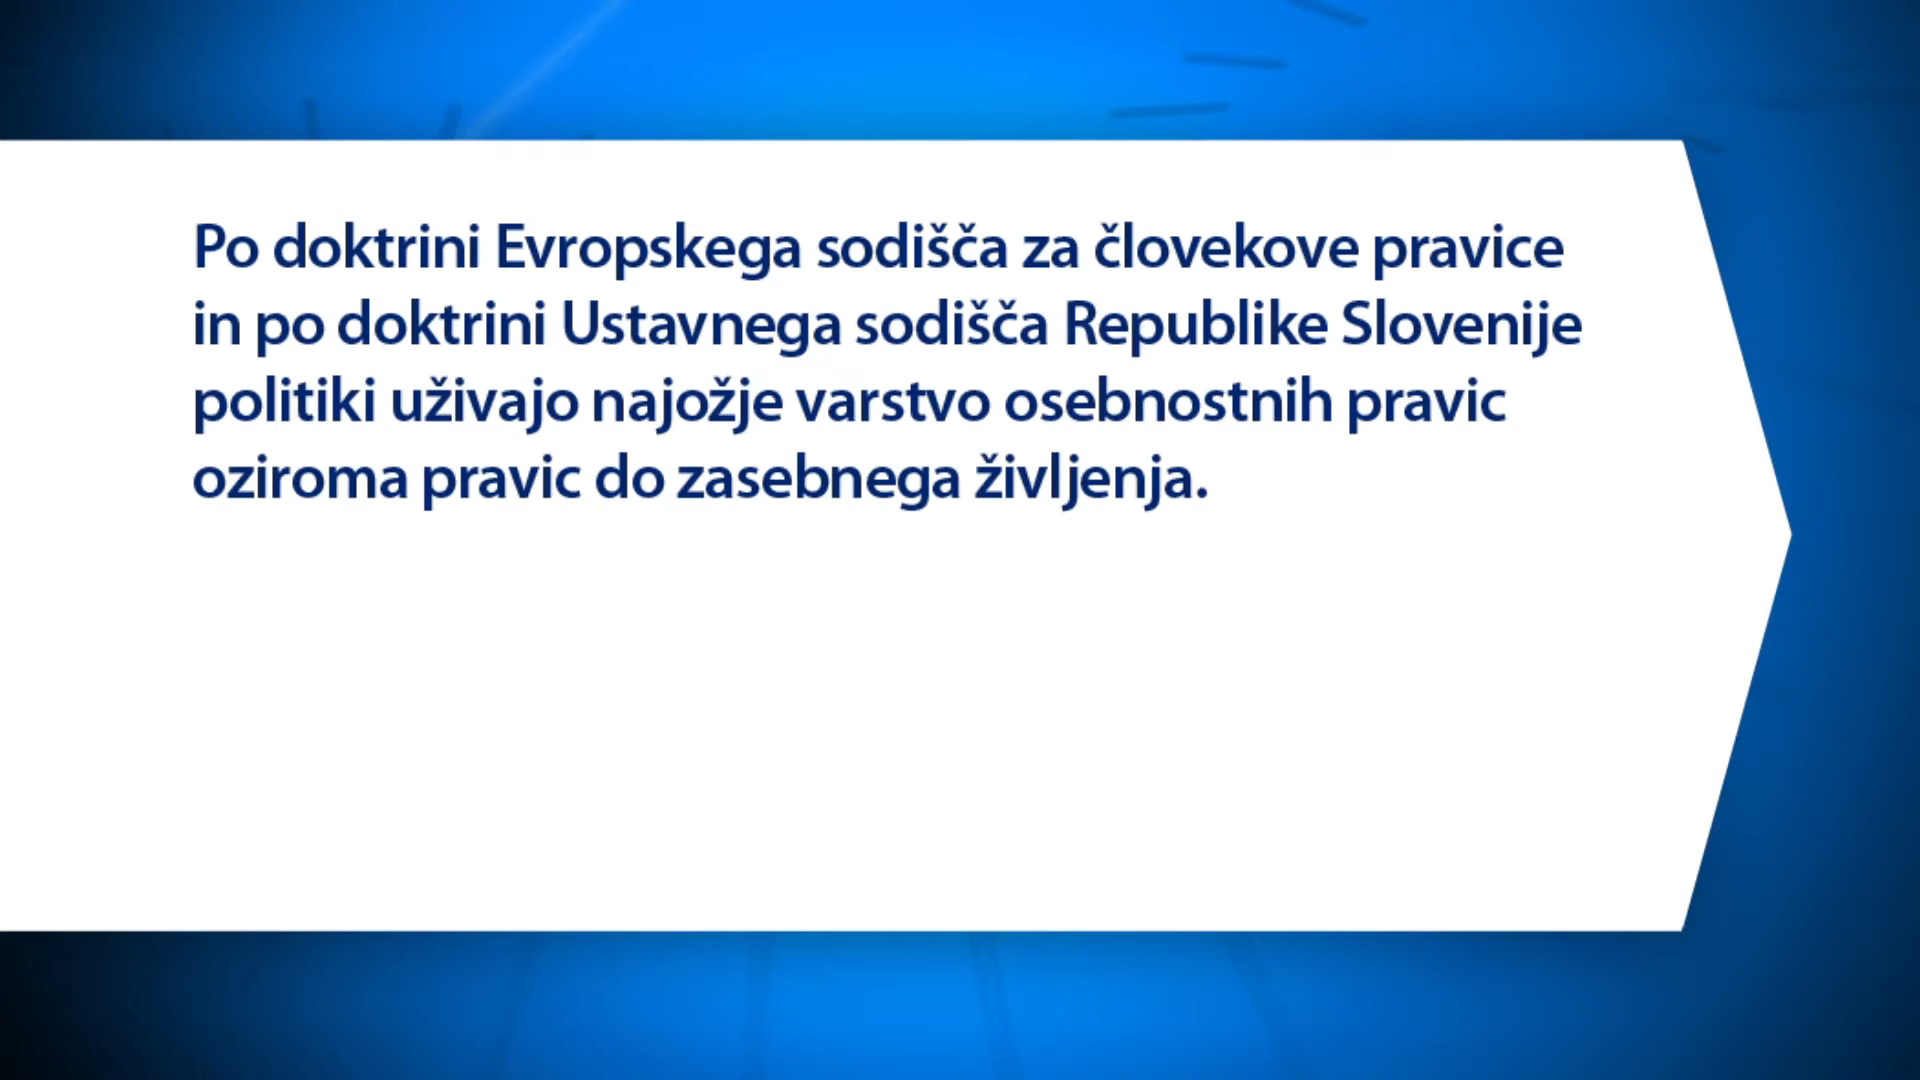 Po doktrini Evropskega sodišča za človekove pravice
in po doktrini Ustavnega sodišča Republike Slovenije
politiki uživajo najožje varstvo osebnostnih pravic
oziroma pravic do zasebnega življenja.